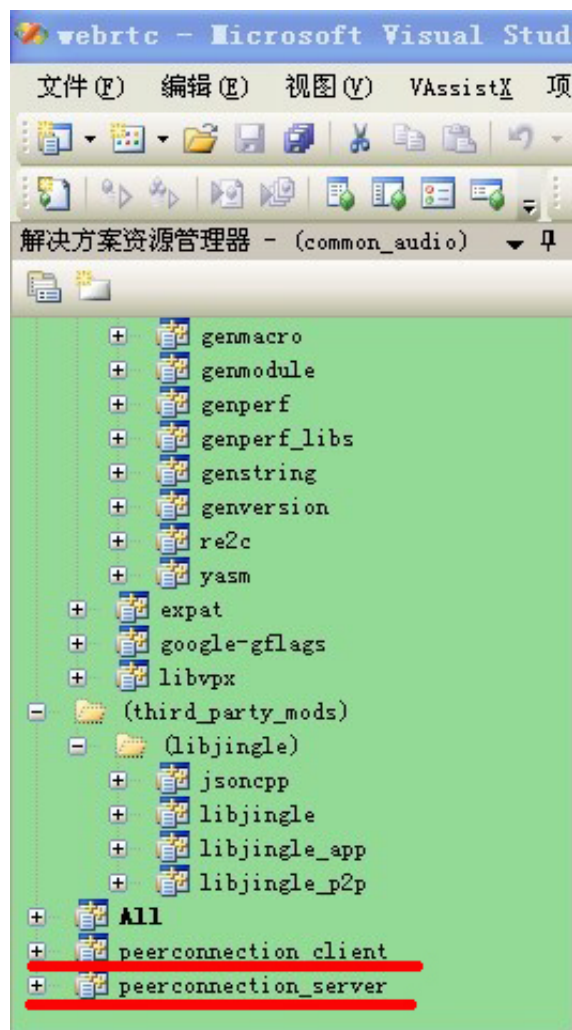 webrtc - Microsoft Visual Stud
文件(F) 编辑(E) 视图(V) VAssistX 项
解决方案资源管理器 - (common_audio)
genmacro
genmodule
genperf
genperf_libs
genstring
genversion
re2c
yasm
expat
google-gflags
libvpx
(third_party_mods)
(libjingle)
jsoncpp
libjingle
libjingle_app
libjingle_p2p
All
peerconnection_client
peerconnection_server